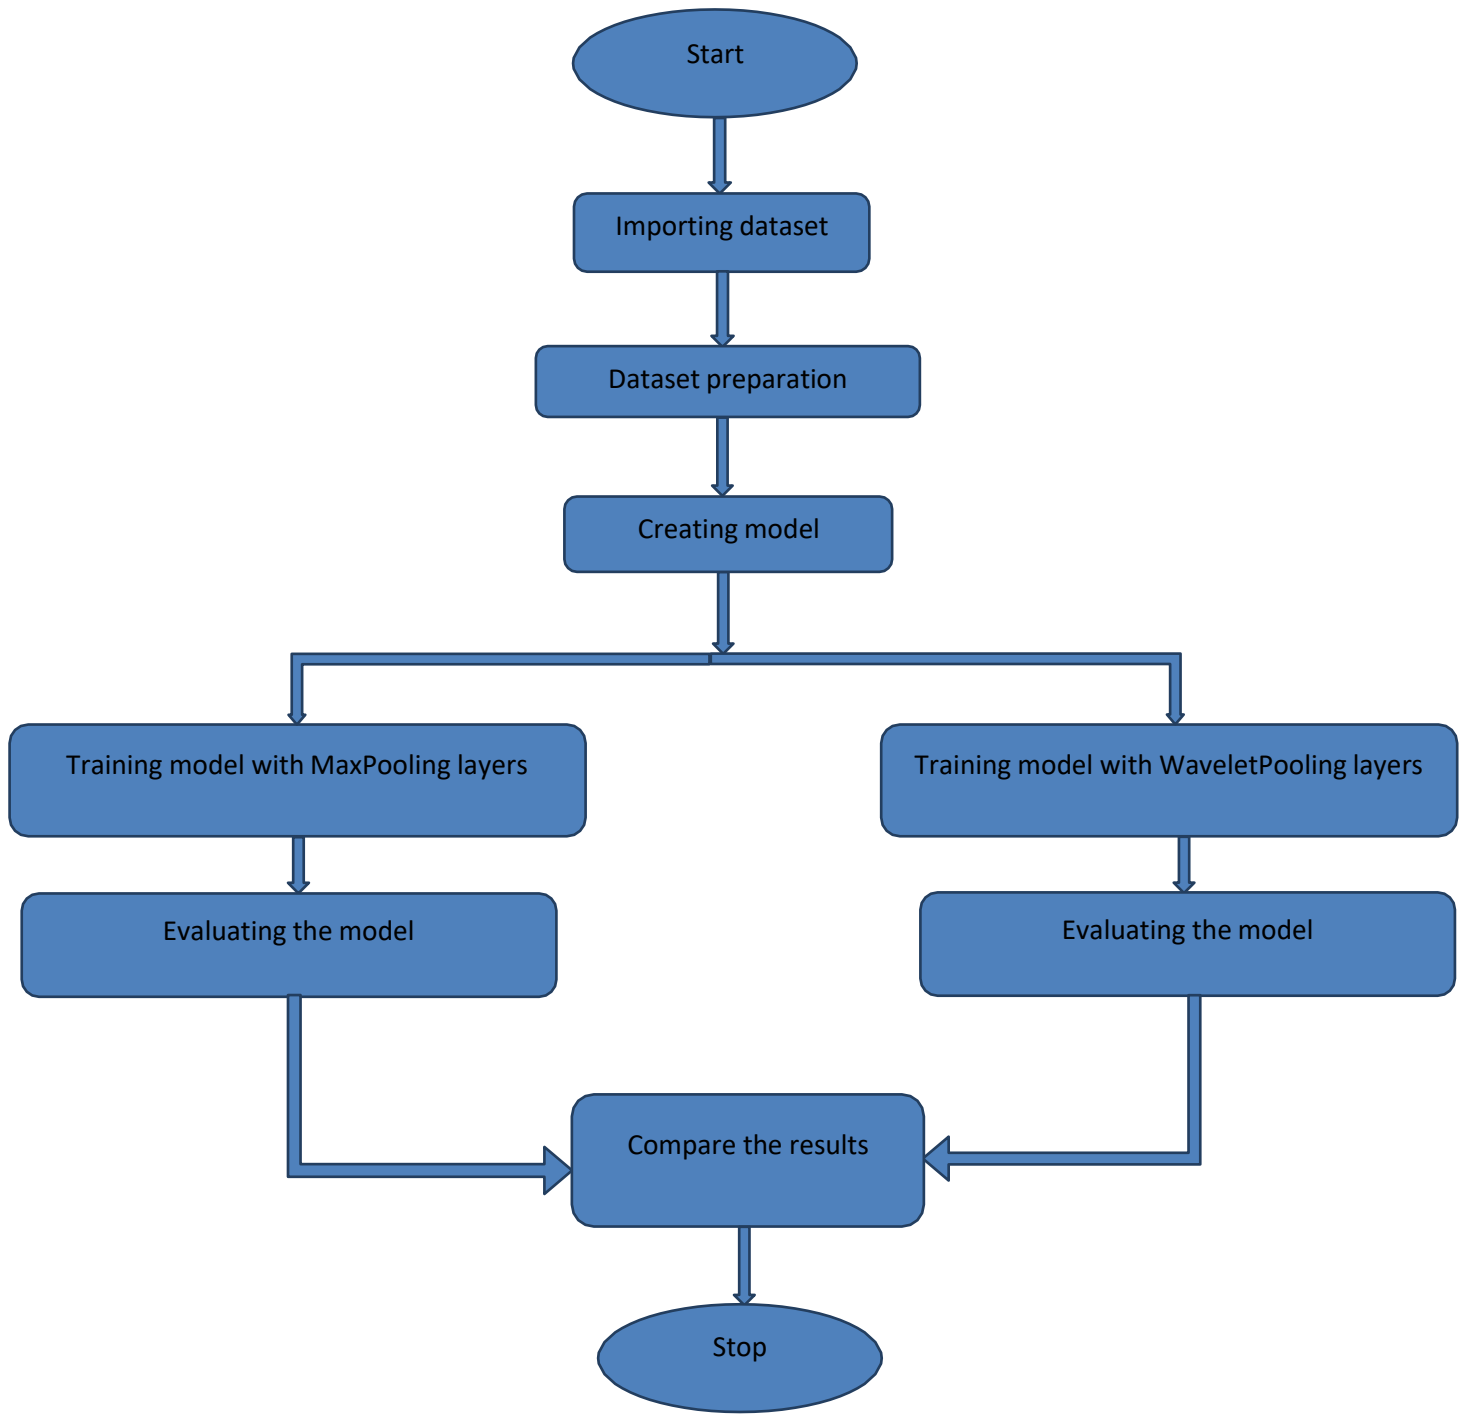 Start
Importing dataset
Dataset preparation
Creating model
Training model with MaxPooling layers
Training model with WaveletPooling layers
Evaluating the model
Evaluating the model
Compare the results
Stop